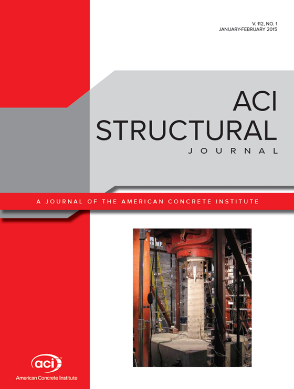 V. 112, NO. 1
JANUARY-FEBRUARY 2015
ACI
STRUCTURAL
JOURNAL
A JOURNAL OF THE AMERICAN CONCRETE INSTITUTE
aci
American Concrete Institute